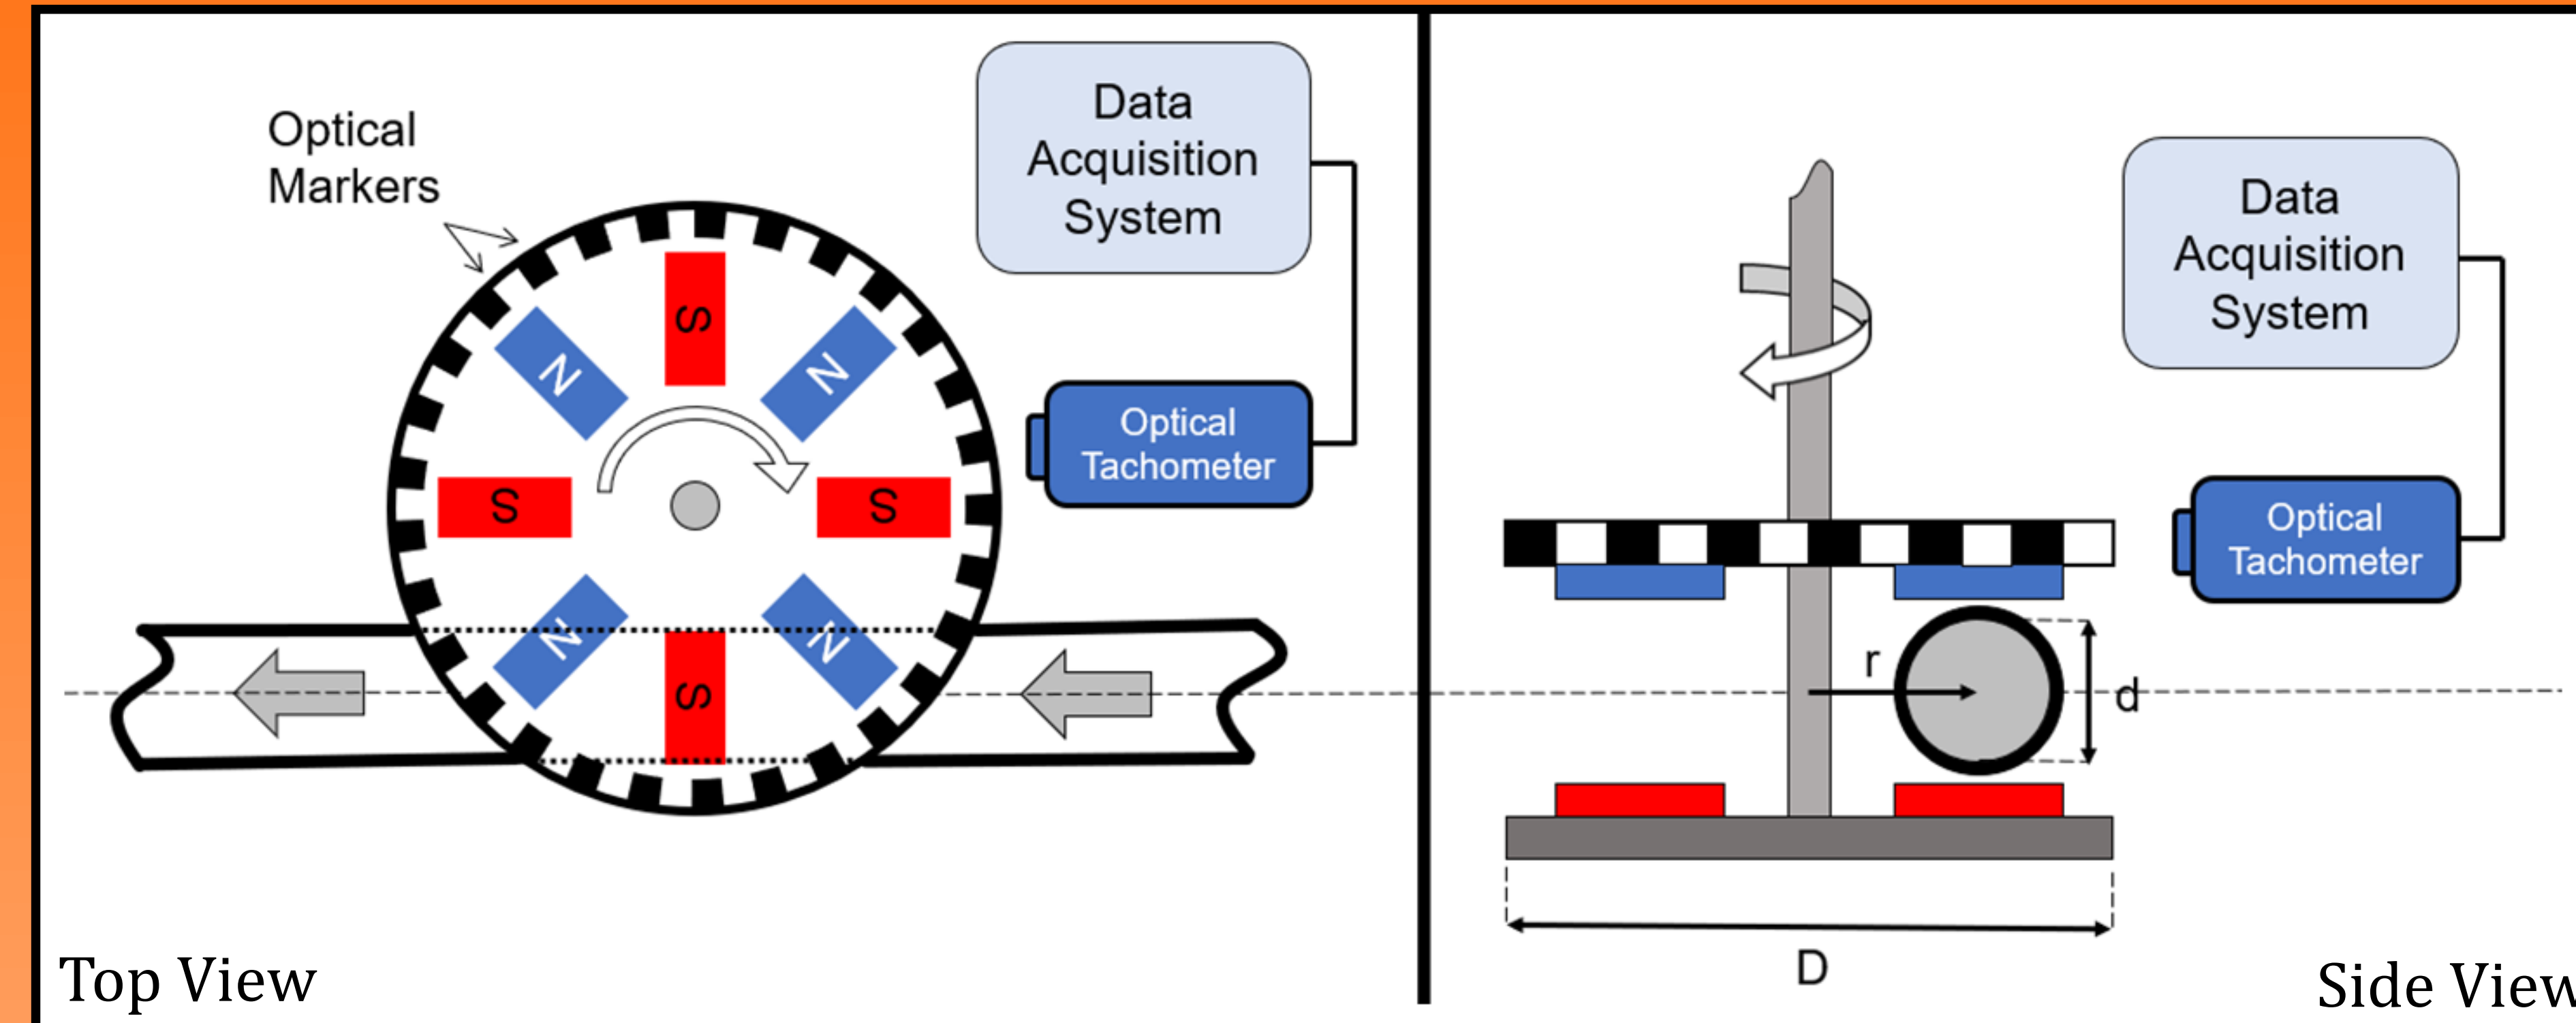 Optical
Markers
Data
Acquisition
System
Optical
Tachometer
S
N
N
S
S
N
N
S
Top View
Data
Acquisition
System
Optical
Tachometer
r
d
D
Side View